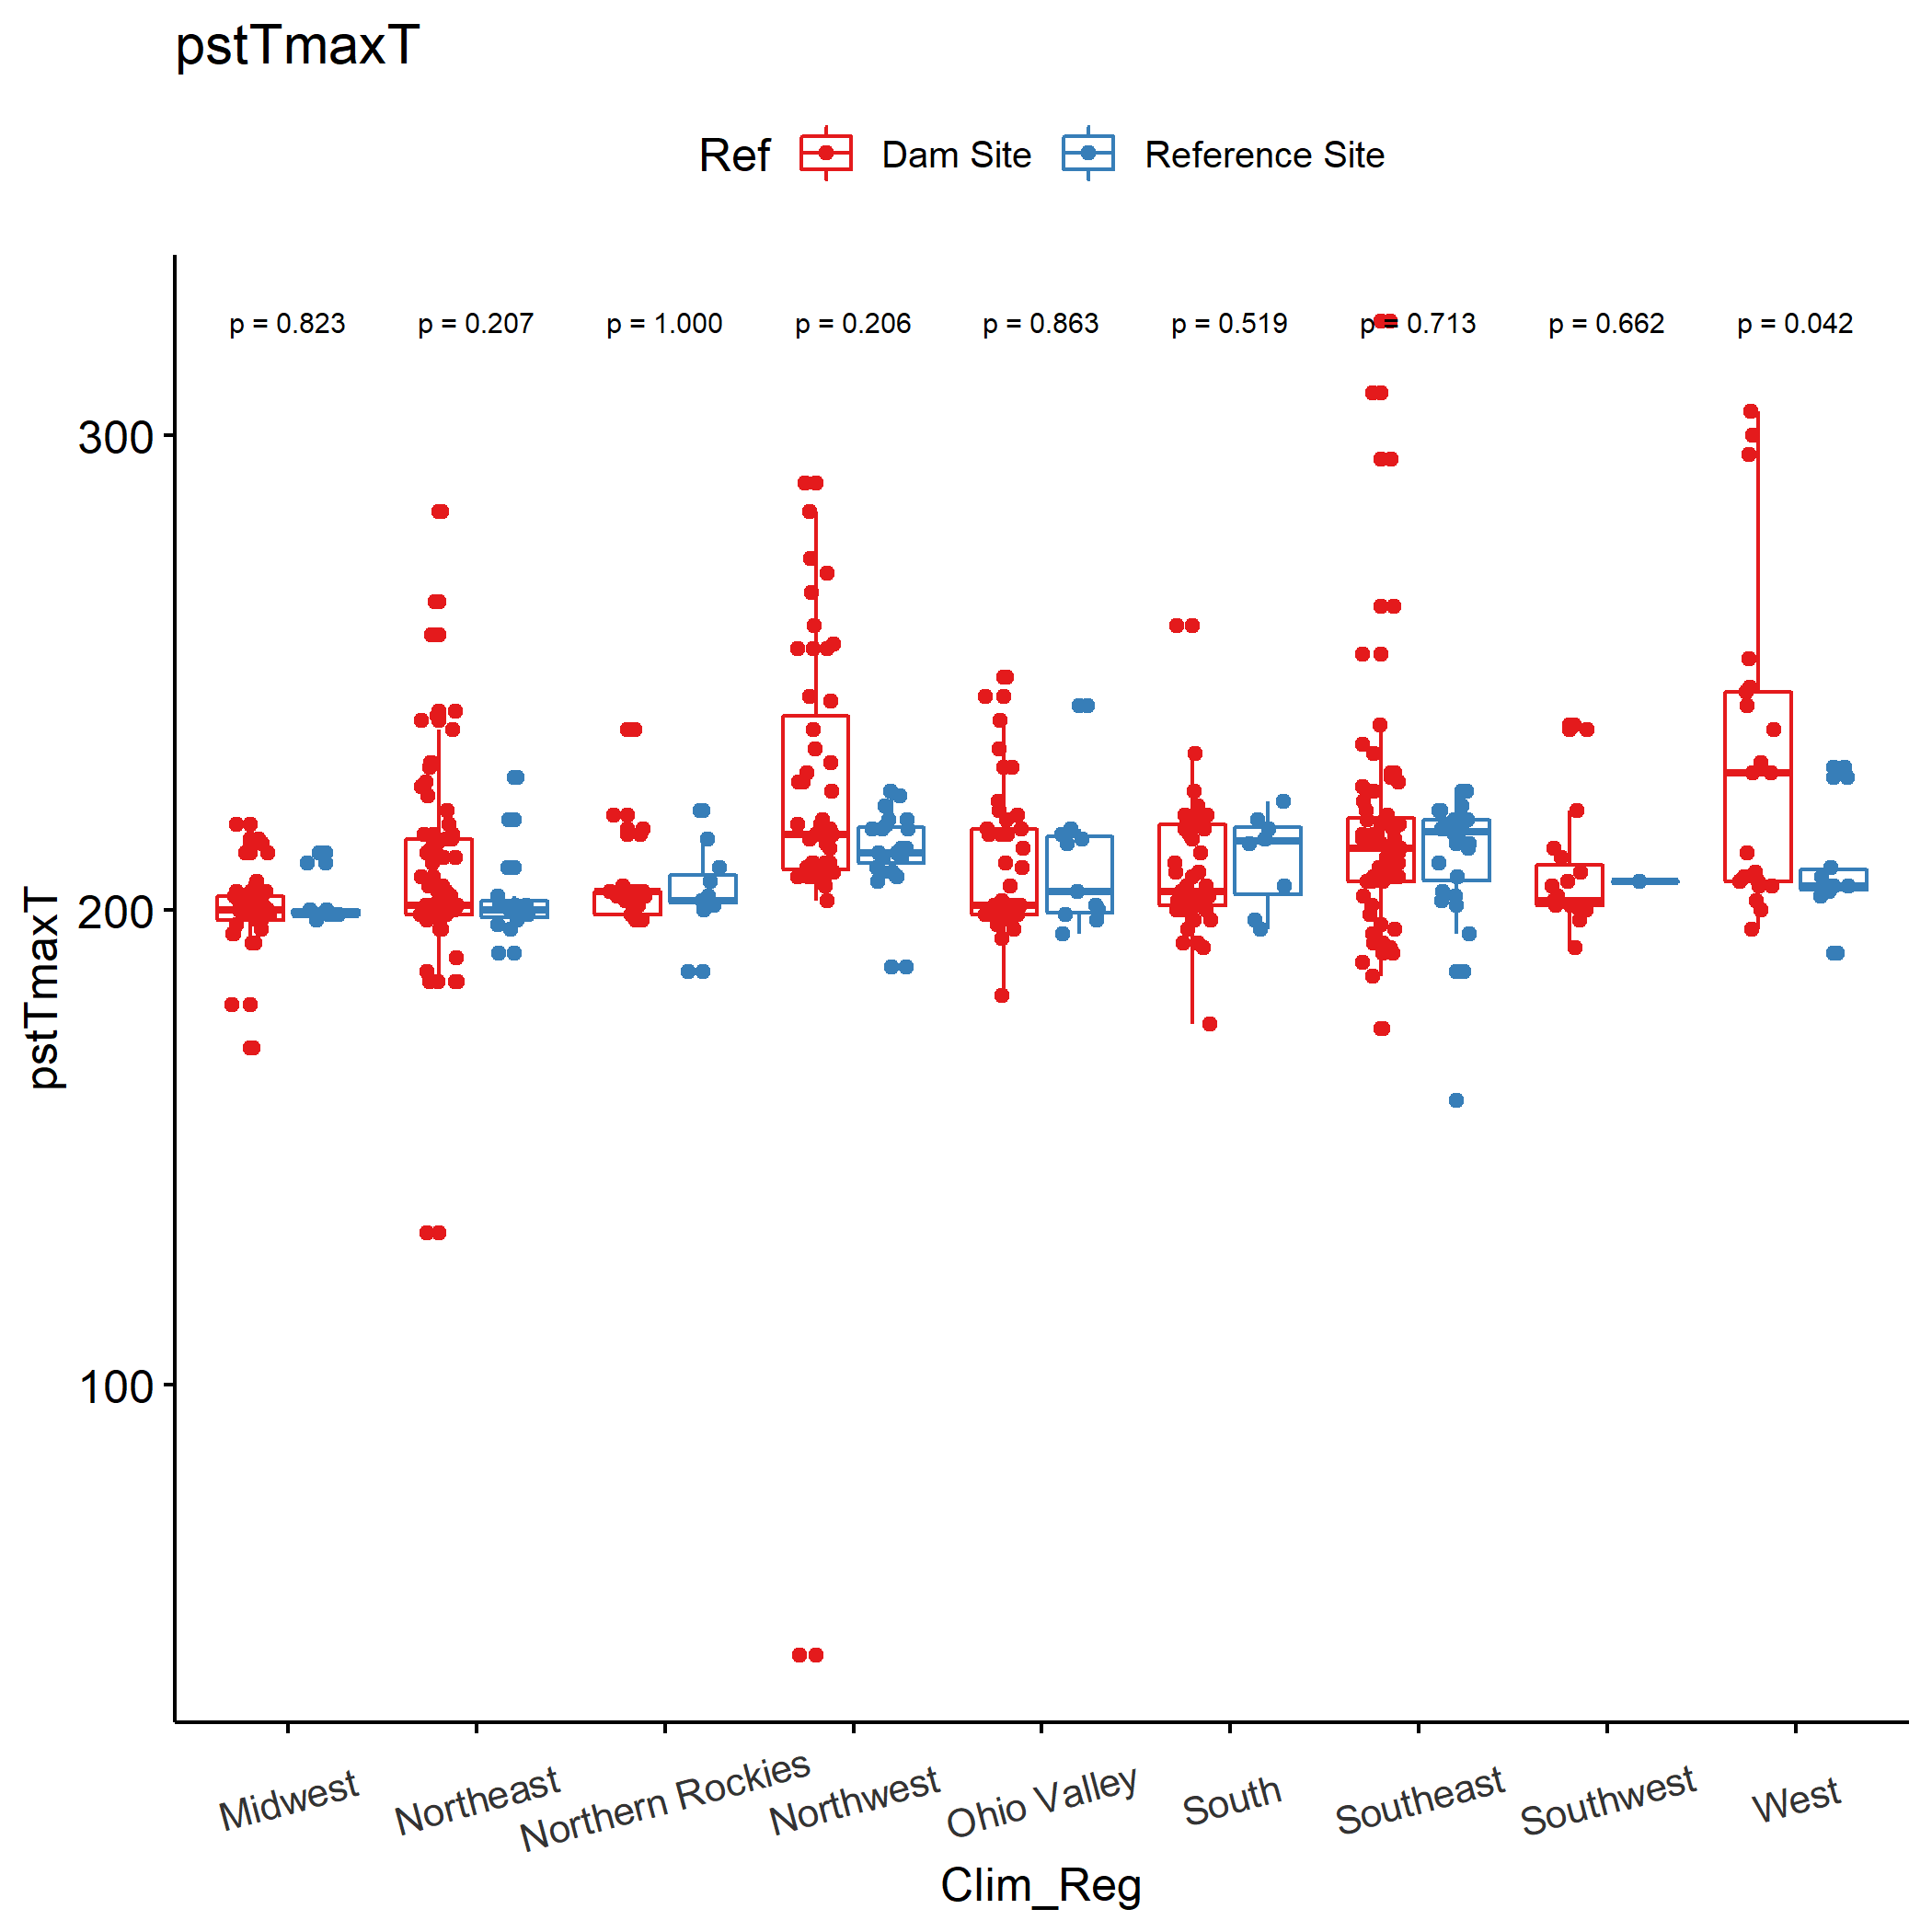 pstTmaxT
Ref Dam Site Reference Site
p = 0.823 p = 0.207 p = 1.000 p = 0.206 p = 0.863 p = 0.519 p = 0.713 p = 0.662 p = 0.042
300
200
100
pstTmaxT
Midwest Northeast Northern Rockies Northwest Ohio Valley South Southeast Southwest West
Clim_Reg